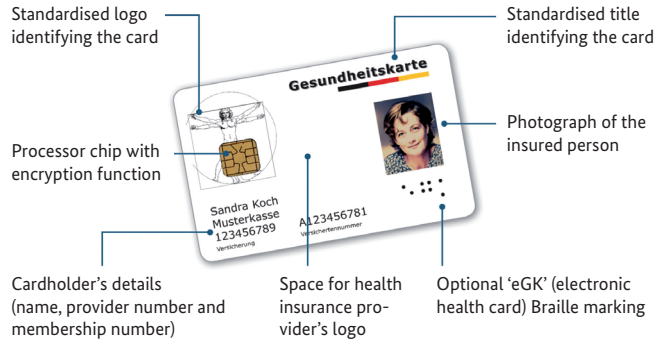 Standardised logo
identifying the card
Standardised title
identifying the card
Gesundheitskarte
Photograph of the
insured person
Processor chip with
encryption function
Sandra Koch
Musterkasse
123456789
Versicherung
A123456781
Versichertennummer
Cardholder's details
(name, provider number and
membership number)
Space for health
insurance pro-
vider's logo
Optional ‘eGK’ (electronic
health card) Braille marking